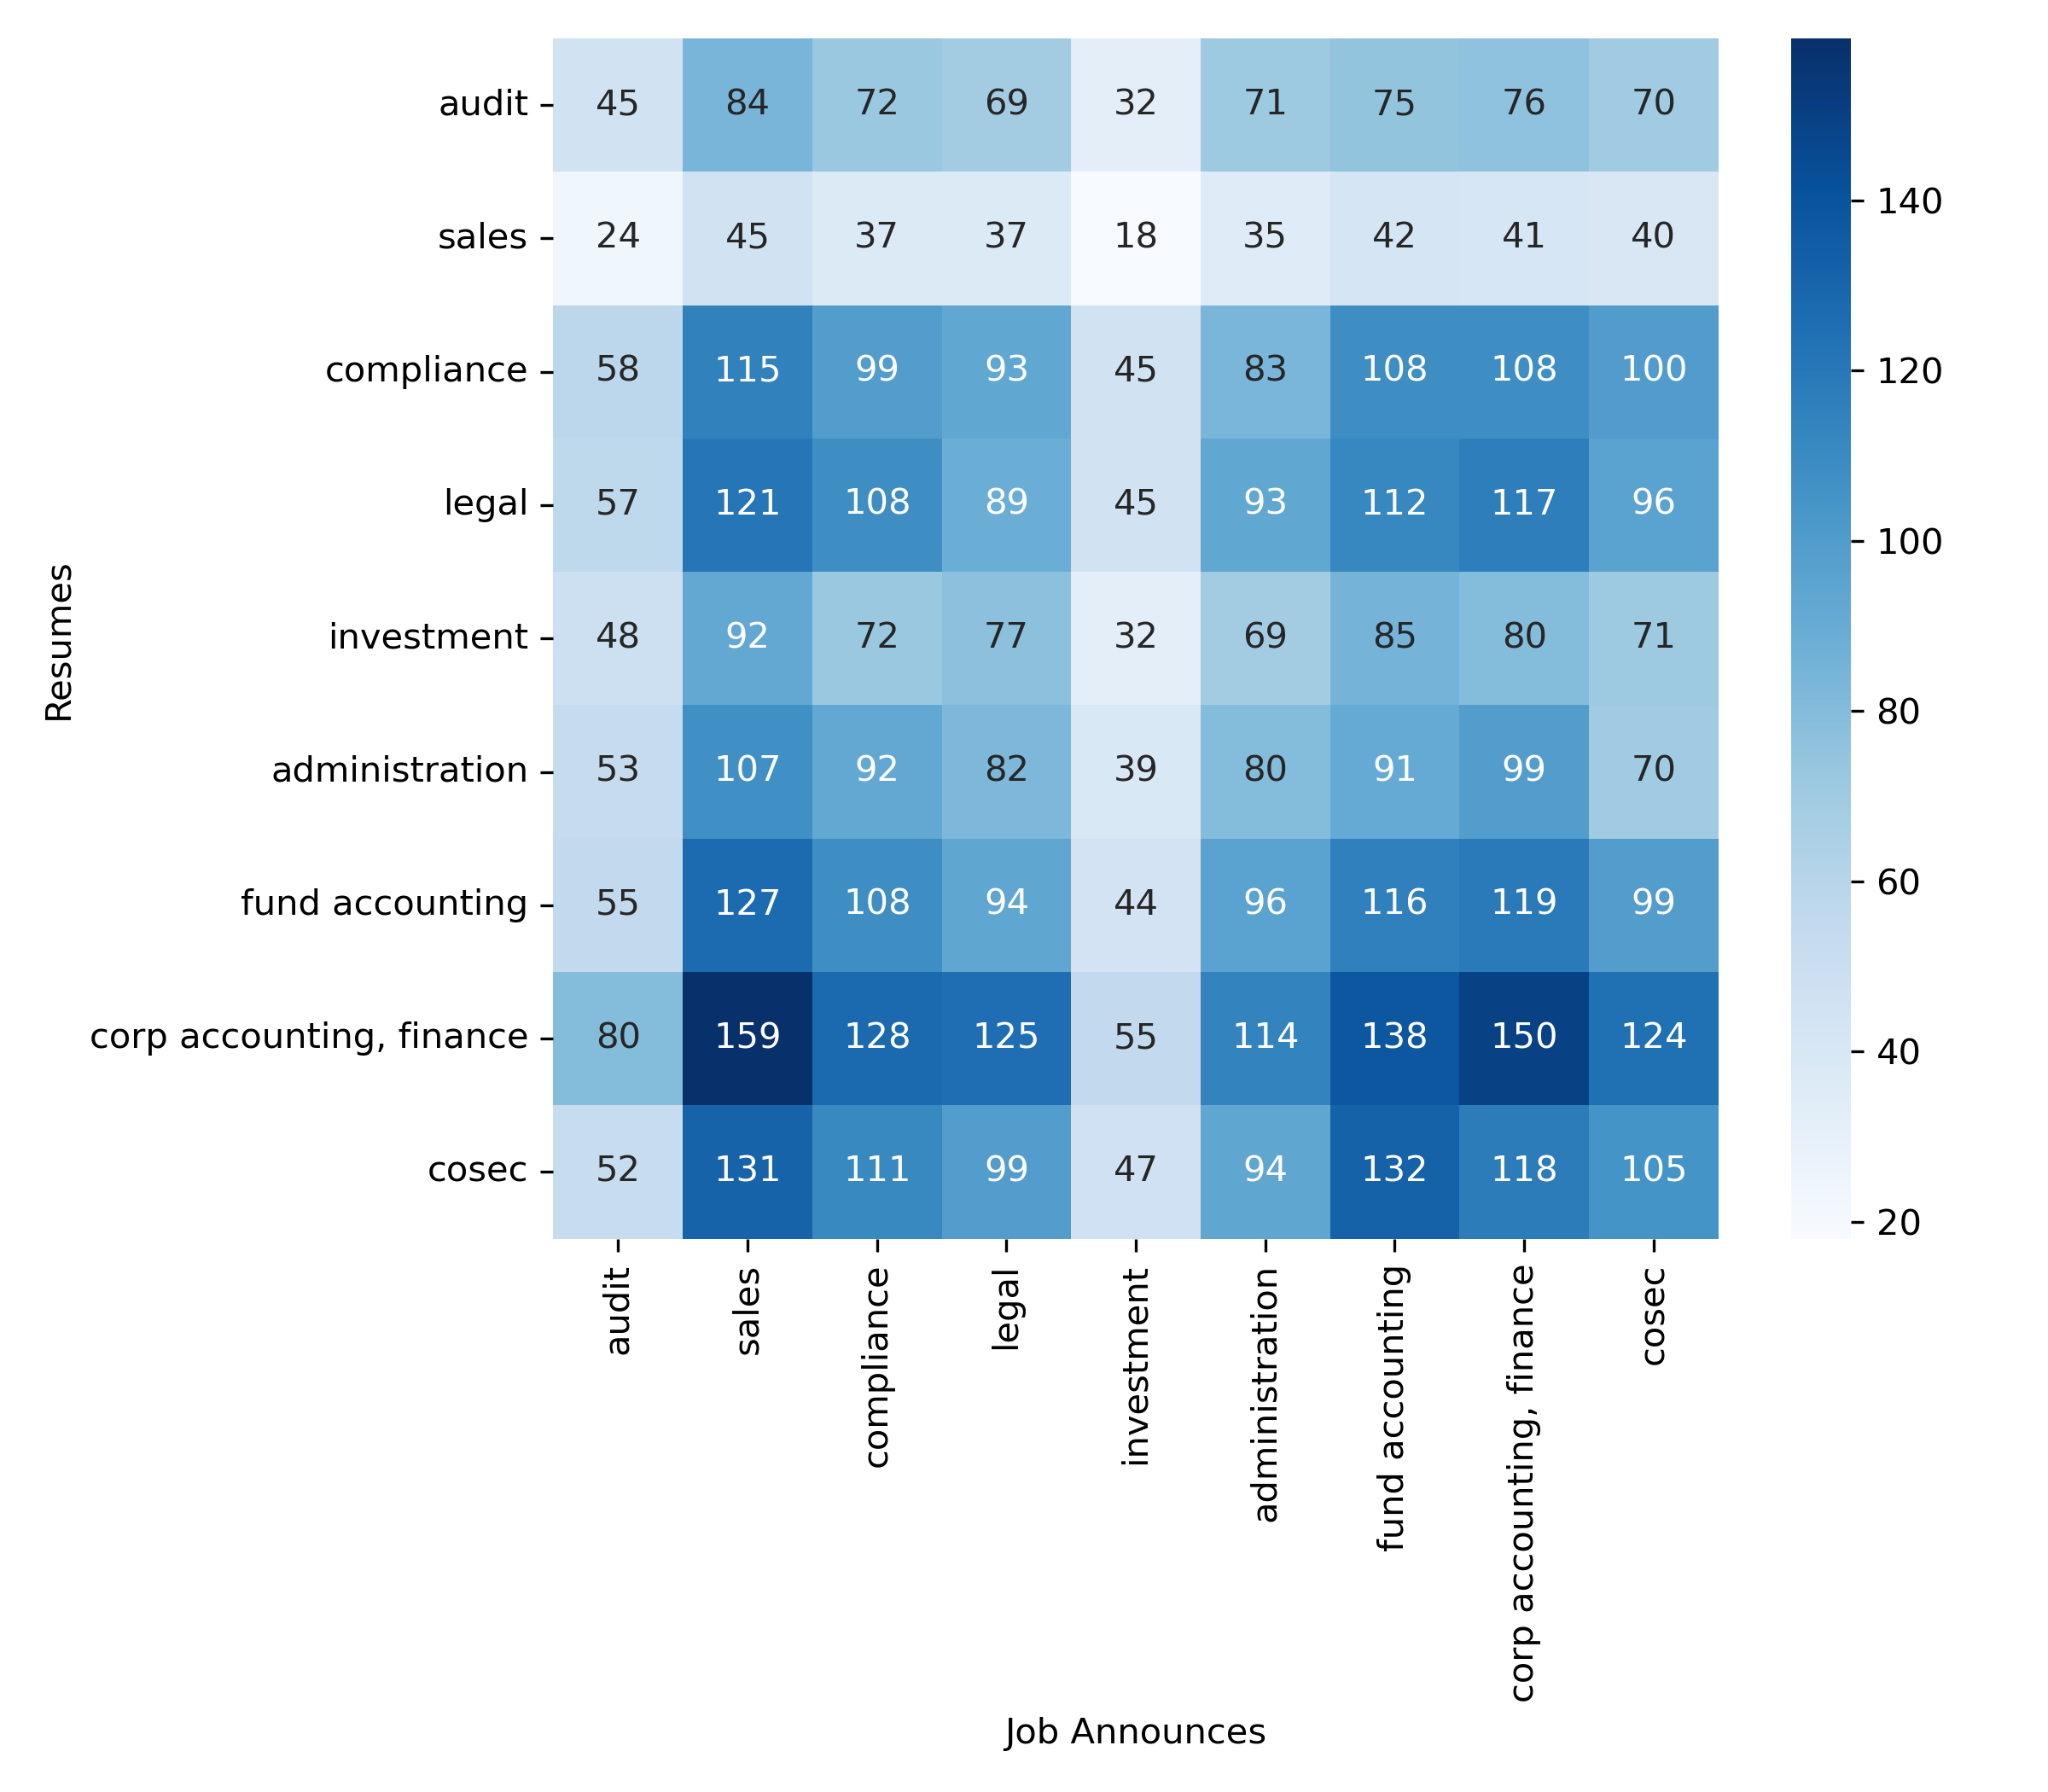 audit 45 84 72 69 32 71 75 76 70
sales 24 45 37 37 18 35 42 41 40
compliance 58 115 99 93 45 83 108 108 100
legal 57 121 108 89 45 93 112 117 96
investment 48 92 72 77 32 69 85 80 71
administration 53 107 92 82 39 80 91 99 70
fund accounting 55 127 108 94 44 96 116 119 99
corp accounting, finance 80 159 128 125 55 114 138 150 124
cosec 52 131 111 99 47 94 132 118 105
Resumes
audit
sales
compliance
legal
investment
administration
fund accounting
corp accounting, finance
cosec
Job Announces
140
120
100
80
60
40
20